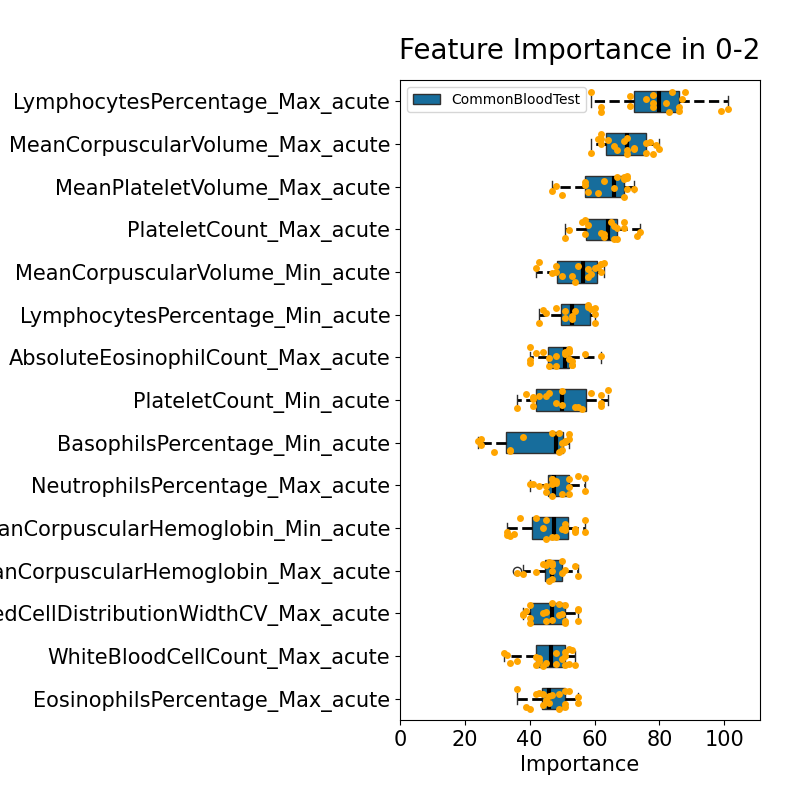 Feature Importance in 0-2
CommonBloodTest
LymphocytesPercentage_Max_acute
MeanCorpuscularVolume_Max_acute
MeanPlateletVolume_Max_acute
PlateletCount_Max_acute
MeanCorpuscularVolume_Min_acute
LymphocytesPercentage_Min_acute
AbsoluteEosinophilCount_Max_acute
PlateletCount_Min_acute
BasophilsPercentage_Min_acute
NeutrophilsPercentage_Max_acute
anCorpuscularHemoglobin_Min_acute
anCorpuscularHemoglobin_Max_acute
edCellDistributionWidthCV_Max_acute
WhiteBloodCellCount_Max_acute
EosinophilsPercentage_Max_acute
0 20 40 60 80 100
Importance